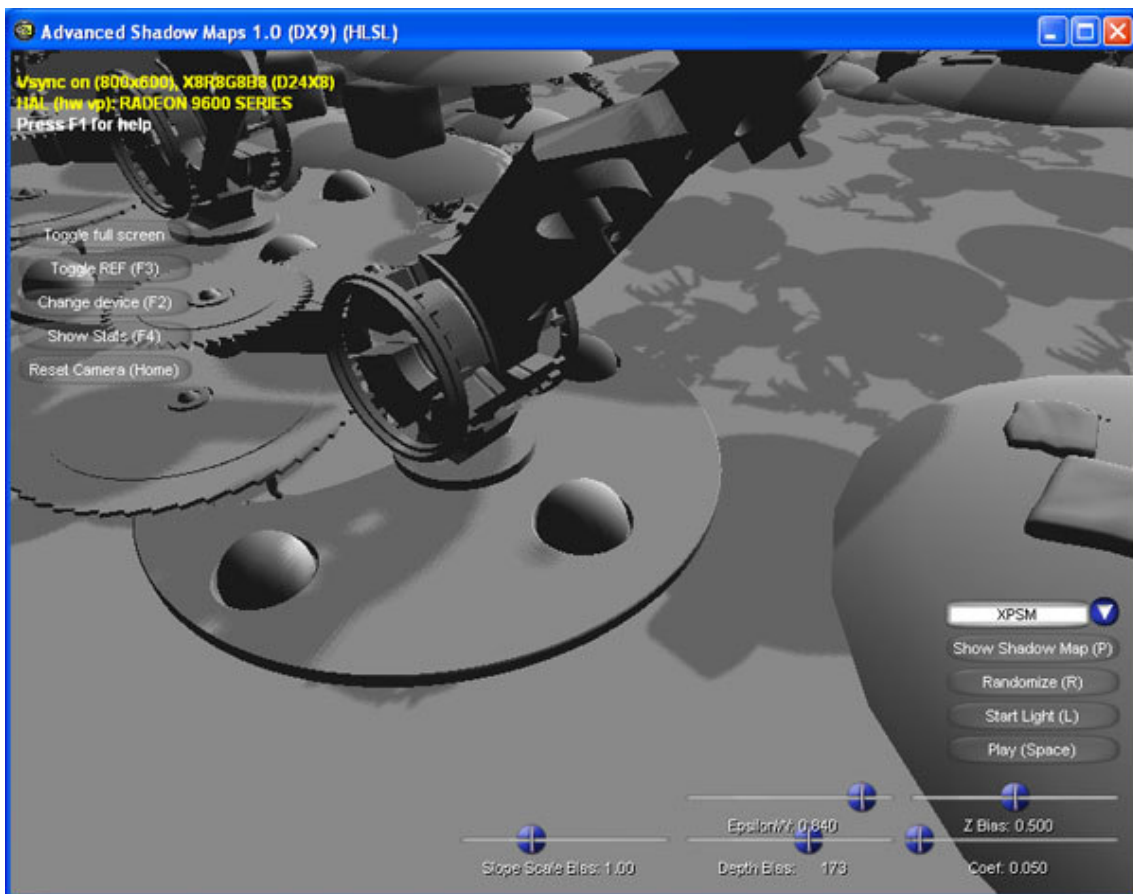 Advanced Shadow Maps 1.0 (DX9) (HLSL)
Vsync on (800x600), X8R8G8B8 (D24X8)
HAL (hw vp): RADEON 9600 SERIES
Press F1 for help
Toggle full screen
Toggle REF (F3)
Change device (F2)
Show Stats (F4)
Reset Camera (Home)
XPSM
Show Shadow Map (P)
Randomize (R)
Start Light (L)
Play (Space)
EpsilonW: 0.840
Z Bias: 0.500
Slope Scale Bias: 1.00
Depth Bias: 173
Coef: 0.050